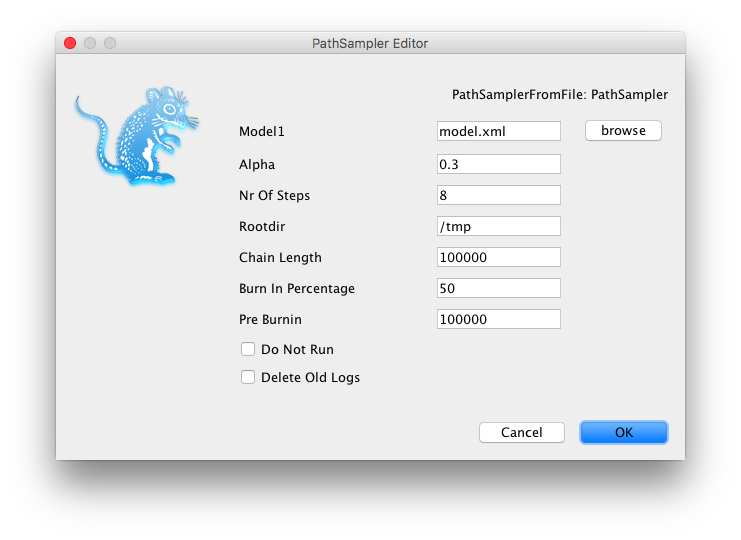 PathSampler Editor
PathSamplerFromFile: PathSampler
Model1 model.xml browse
Alpha 0.3
Nr Of Steps 8
Rootdir /tmp
Chain Length 100000
Burn In Percentage 50
Pre Burnin 100000
Do Not Run
Delete Old Logs
Cancel OK